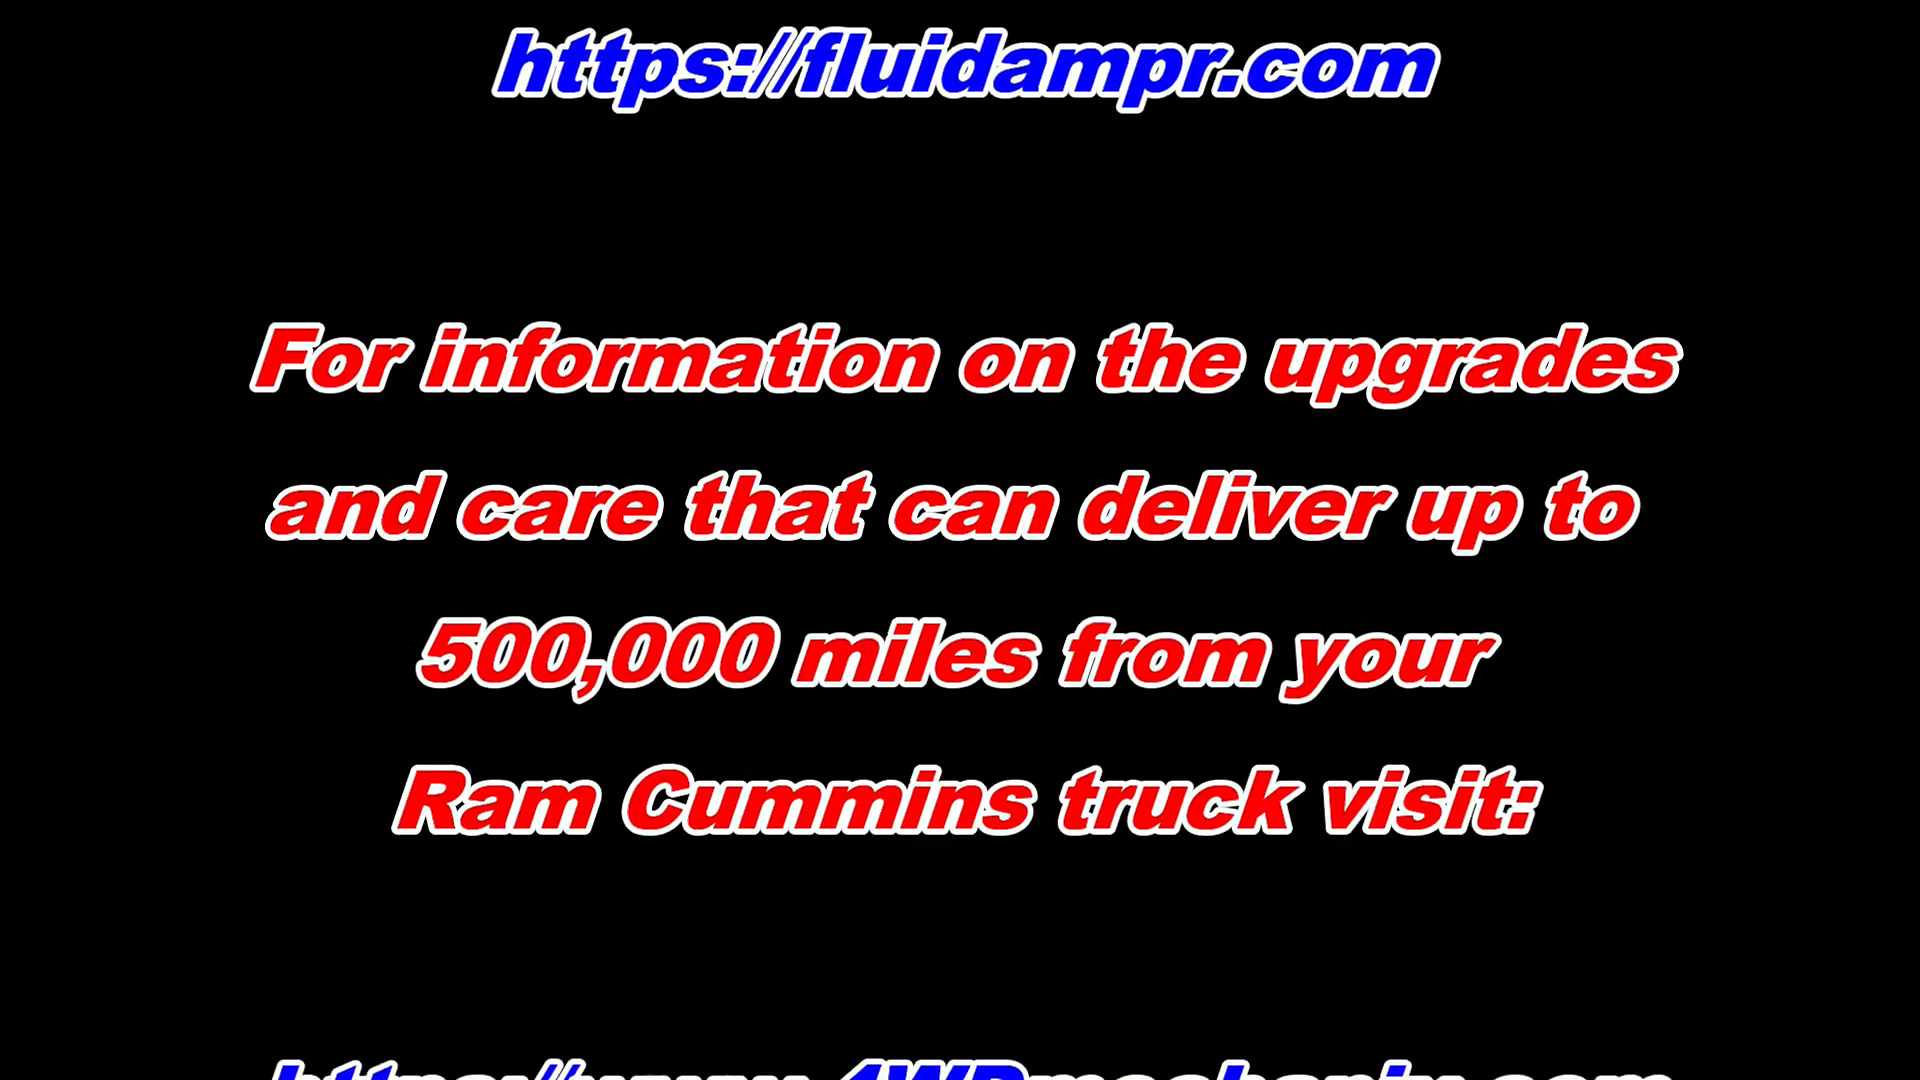 https://fluidampr.com
For information on the upgrades
and care that can deliver up to
500,000 miles from your
Ram Cummins truck visit: